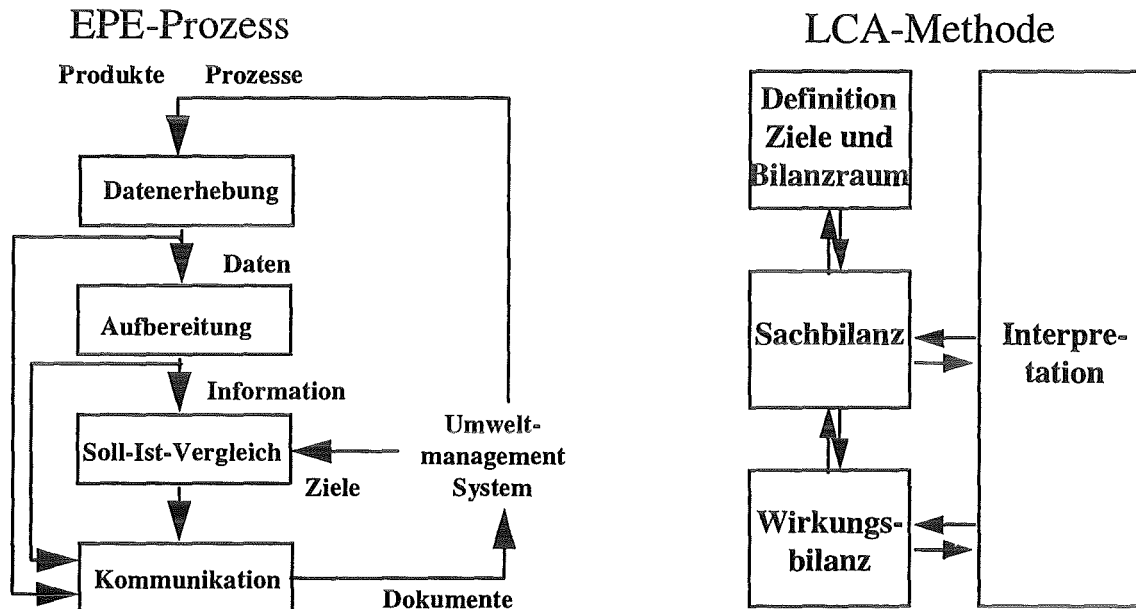 EPE-Prozess
Produkte Prozesse
Datenerhebung
Daten
Aufbereitung
Information
Soll-Ist-Vergleich
Ziele
Umwelt-
management
System
Kommunikation
Dokumente
LCA-Methode
Definition
Ziele und
Bilanzraum
Sachbilanz
Wirkungs-
bilanz
Interpre-
tation